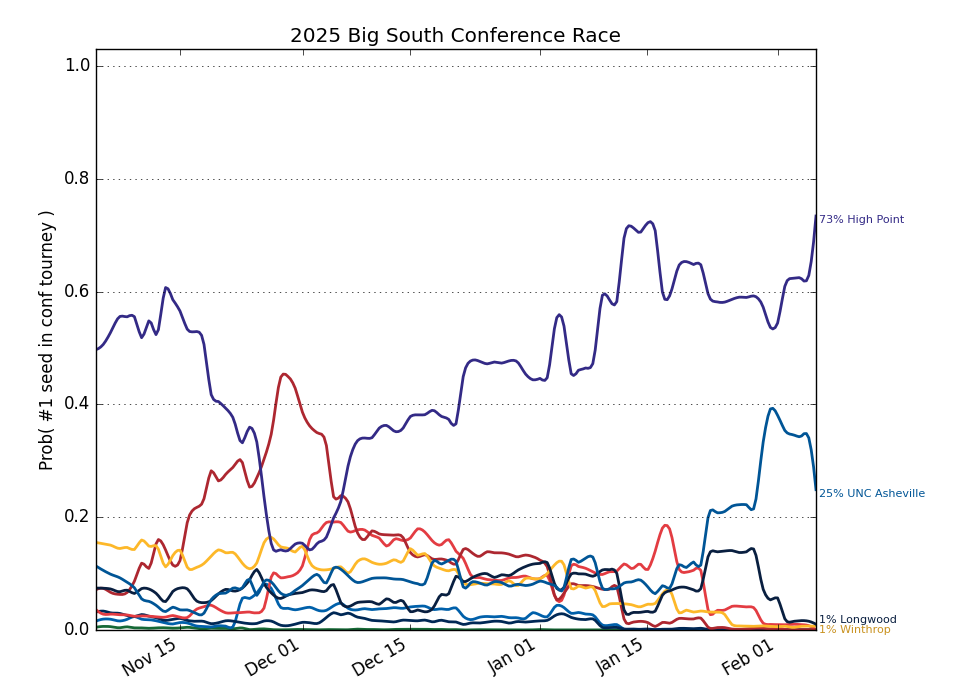 2025 Big South Conference Race
Prob( #1 seed in conf tourney )
1.0
0.8
0.6
0.4
0.2
0.0
Nov 15
Dec 01
Dec 15
Jan 01
Jan 15
Feb 01
73% High Point
25% UNC Asheville
1% Longwood
1% Winthrop